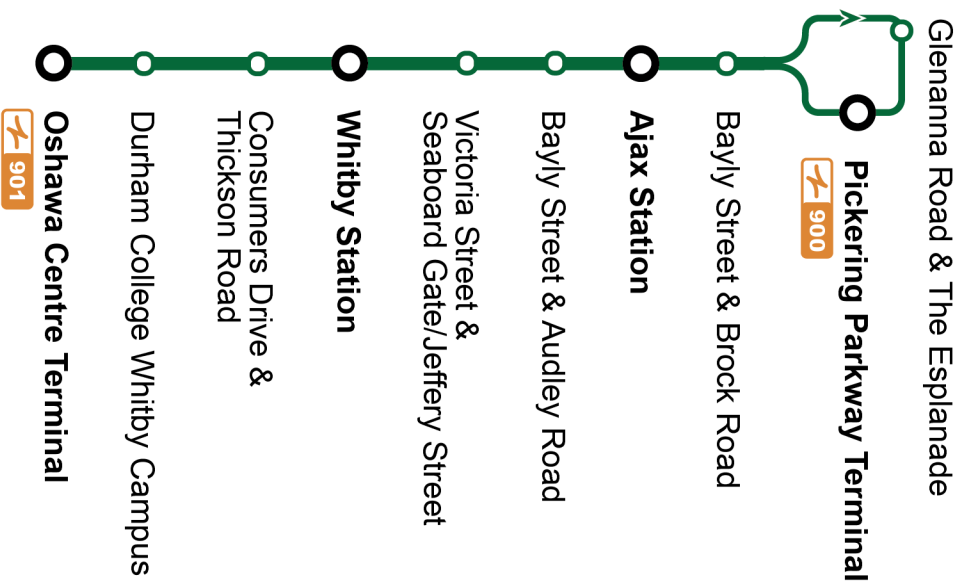 Glenanna Road & The Esplanade
Pickering Parkway Terminal
900
Bayly Street & Brock Road
Ajax Station
Bayly Street & Audley Road
Victoria Street &
Seaboard Gate/Jeffery Street
Whitby Station
Consumers Drive &
Thickson Road
Durham College Whitby Campus
Oshawa Centre Terminal
901